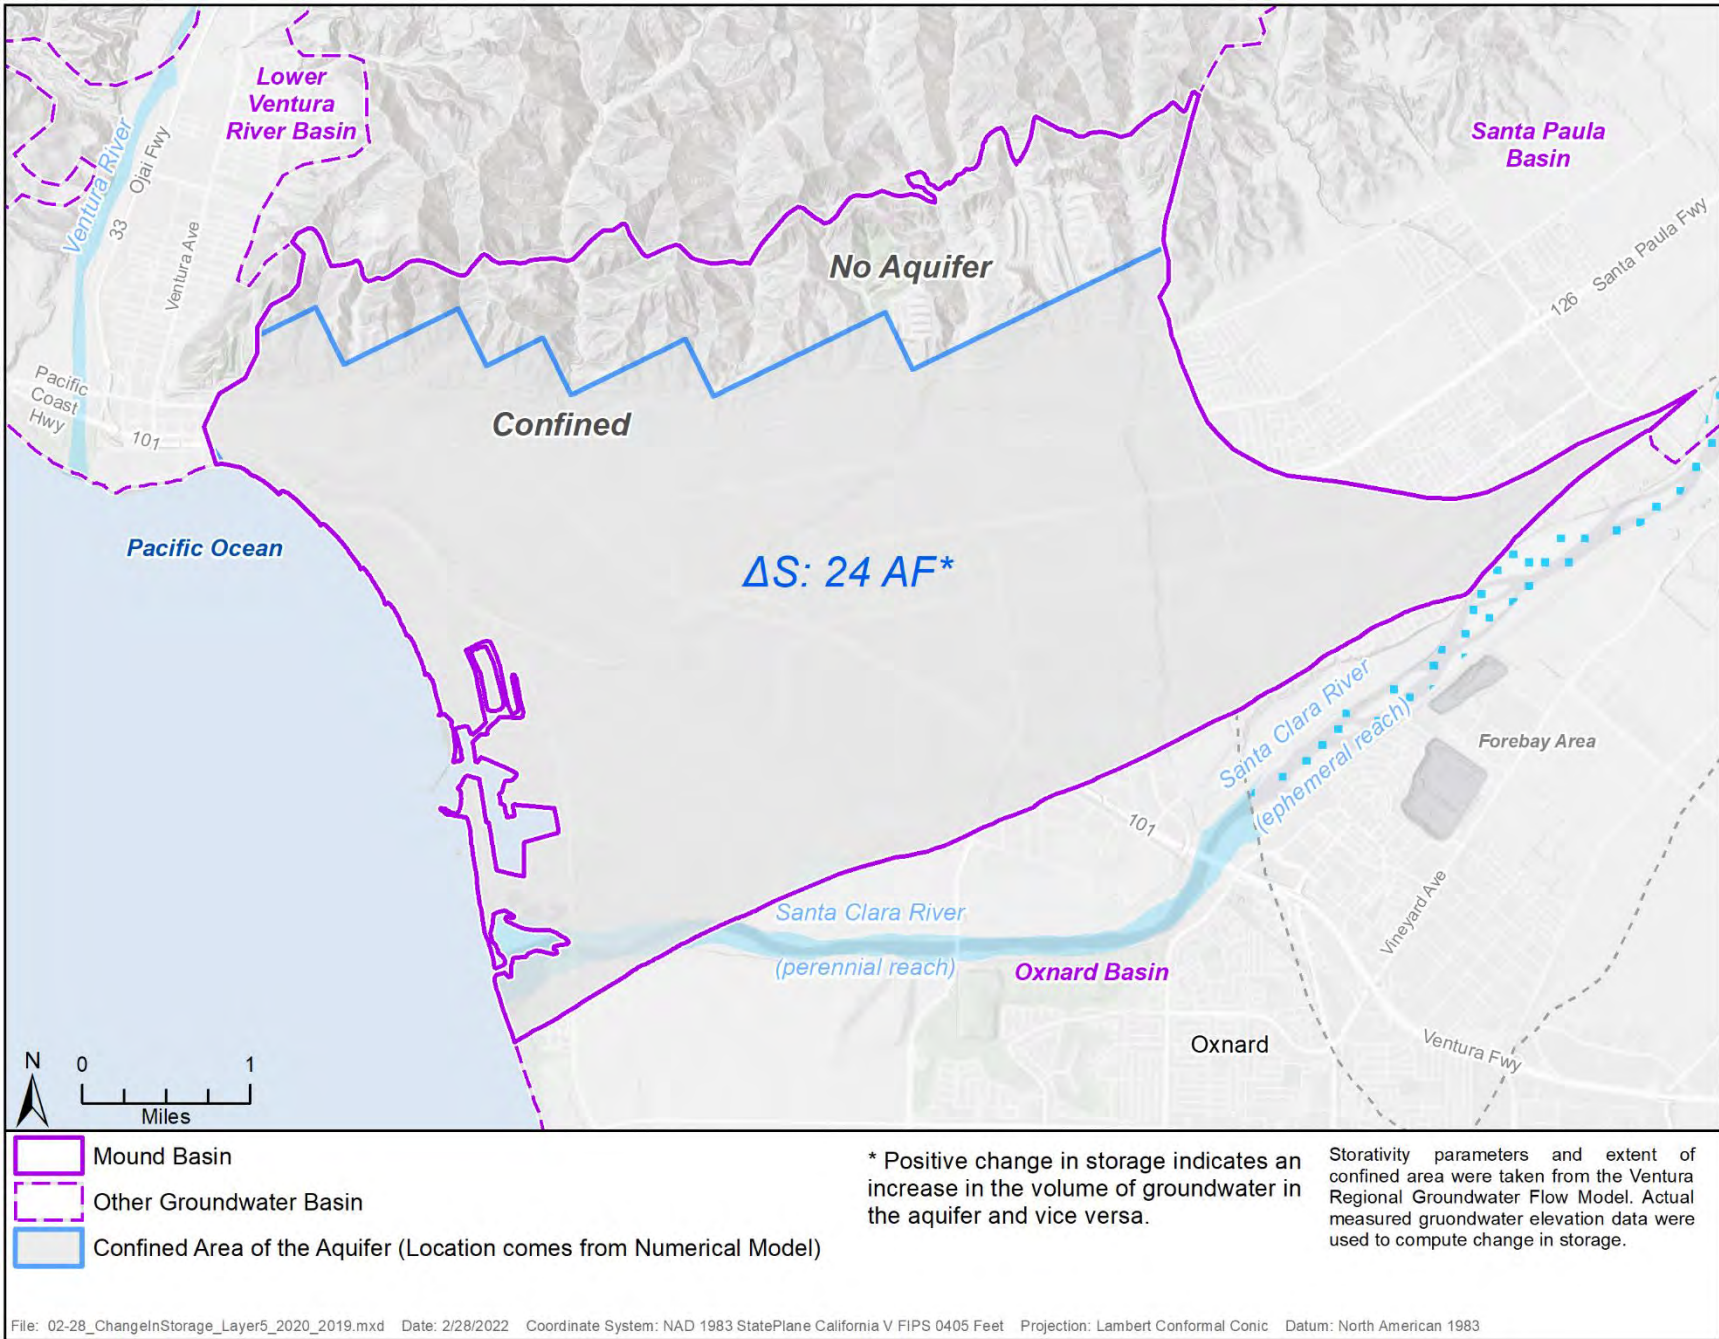 Lower
Ventura
River Basin
Santa Paula
Basin
Ventura River
33
Ojai Fwy
Ventura Ave
126
Santa Paula Fwy
No Aquifer
Pacific
Coast
Hwy
101
Confined
Pacific Ocean
ΔS: 24 AF*
Santa Clara River
(ephemeral reach)
Forebay Area
101
Vineyard Ave
Santa Clara River
(perennial reach)
Oxnard Basin
Oxnard
Ventura Fwy
N
0 1
Miles
Mound Basin
Other Groundwater Basin
Confined Area of the Aquifer (Location comes from Numerical Model)
* Positive change in storage indicates an
increase in the volume of groundwater in
the aquifer and vice versa.
Storativity parameters and extent of
confined area were taken from the Ventura
Regional Groundwater Flow Model. Actual
measured gruondwater elevation data were
used to compute change in storage.
File: 02-28_ChangeInStorage_Layer5_2020_2019.mxd Date: 2/28/2022 Coordinate System: NAD 1983 StatePlane California V FIPS 0405 Feet Projection: Lambert Conformal Conic Datum: North American 1983